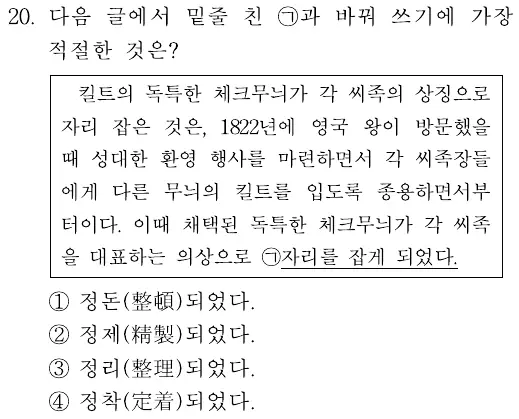 20. 다음 글에서 밑줄 친 ㉠과 바꿔 쓰기에 가장
적절한 것은?
킬트의 독특한 체크무늬가 각 씨족의 상징으로
자리 잡은 것은, 1822년에 영국 왕이 방문했을
때 성대한 환영 행사를 마련하면서 각 씨족장들
에게 다른 무늬의 킬트를 입도록 종용하면서부
터이다. 이때 채택된 독특한 체크무늬가 각 씨족
을 대표하는 의상으로 ㉠자리를 잡게 되었다.
① 정돈(整頓)되었다.
② 정제(精製)되었다.
③ 정리(整理)되었다.
④ 정착(定着)되었다.